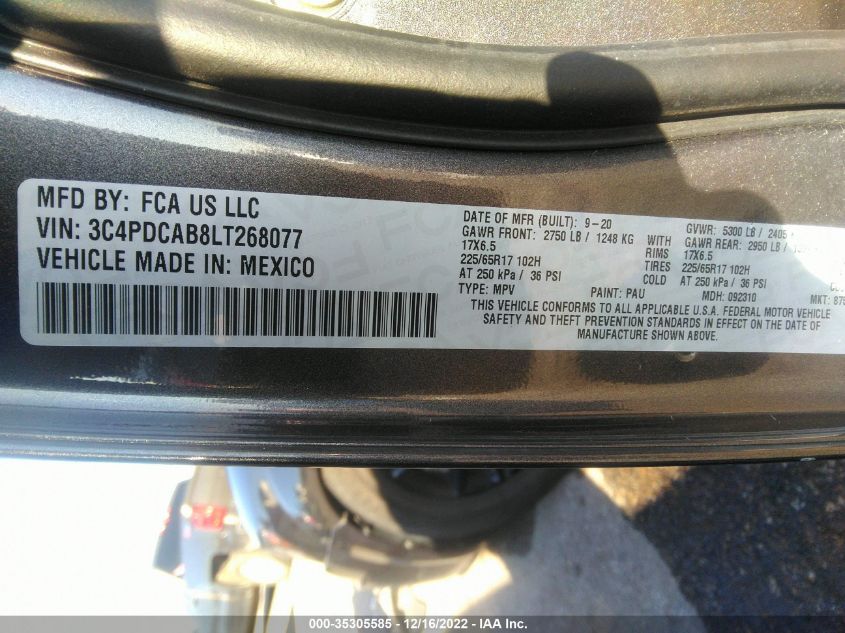 MFD BY: FCA US LLC
VIN: 3C4PDCAB8LT268077
VEHICLE MADE IN: MEXICO
DATE OF MFR (BUILT): 9-20 GVWR: 5300 LB / 2405
GAWR FRONT: 2750 LB / 1248 KG GAWR REAR: 2950 LB /
17X6.5 RIMS 17X6.5
225/65R17 102H TIRES 225/65R17 102H
AT 250 kPa / 36 PSI COLD AT 250 kPa / 36 PSI
TYPE: MPV PAINT: PAU MDH: 092310 MKT:
THIS VEHICLE CONFORMS TO ALL APPLICABLE U.S.A. FEDERAL MOTOR VEHICLE
SAFETY AND THEFT PREVENTION STANDARDS IN EFFECT ON THE DATE OF
MANUFACTURE SHOWN ABOVE.
000-35305585 - 12/16/2022 - IAA Inc.